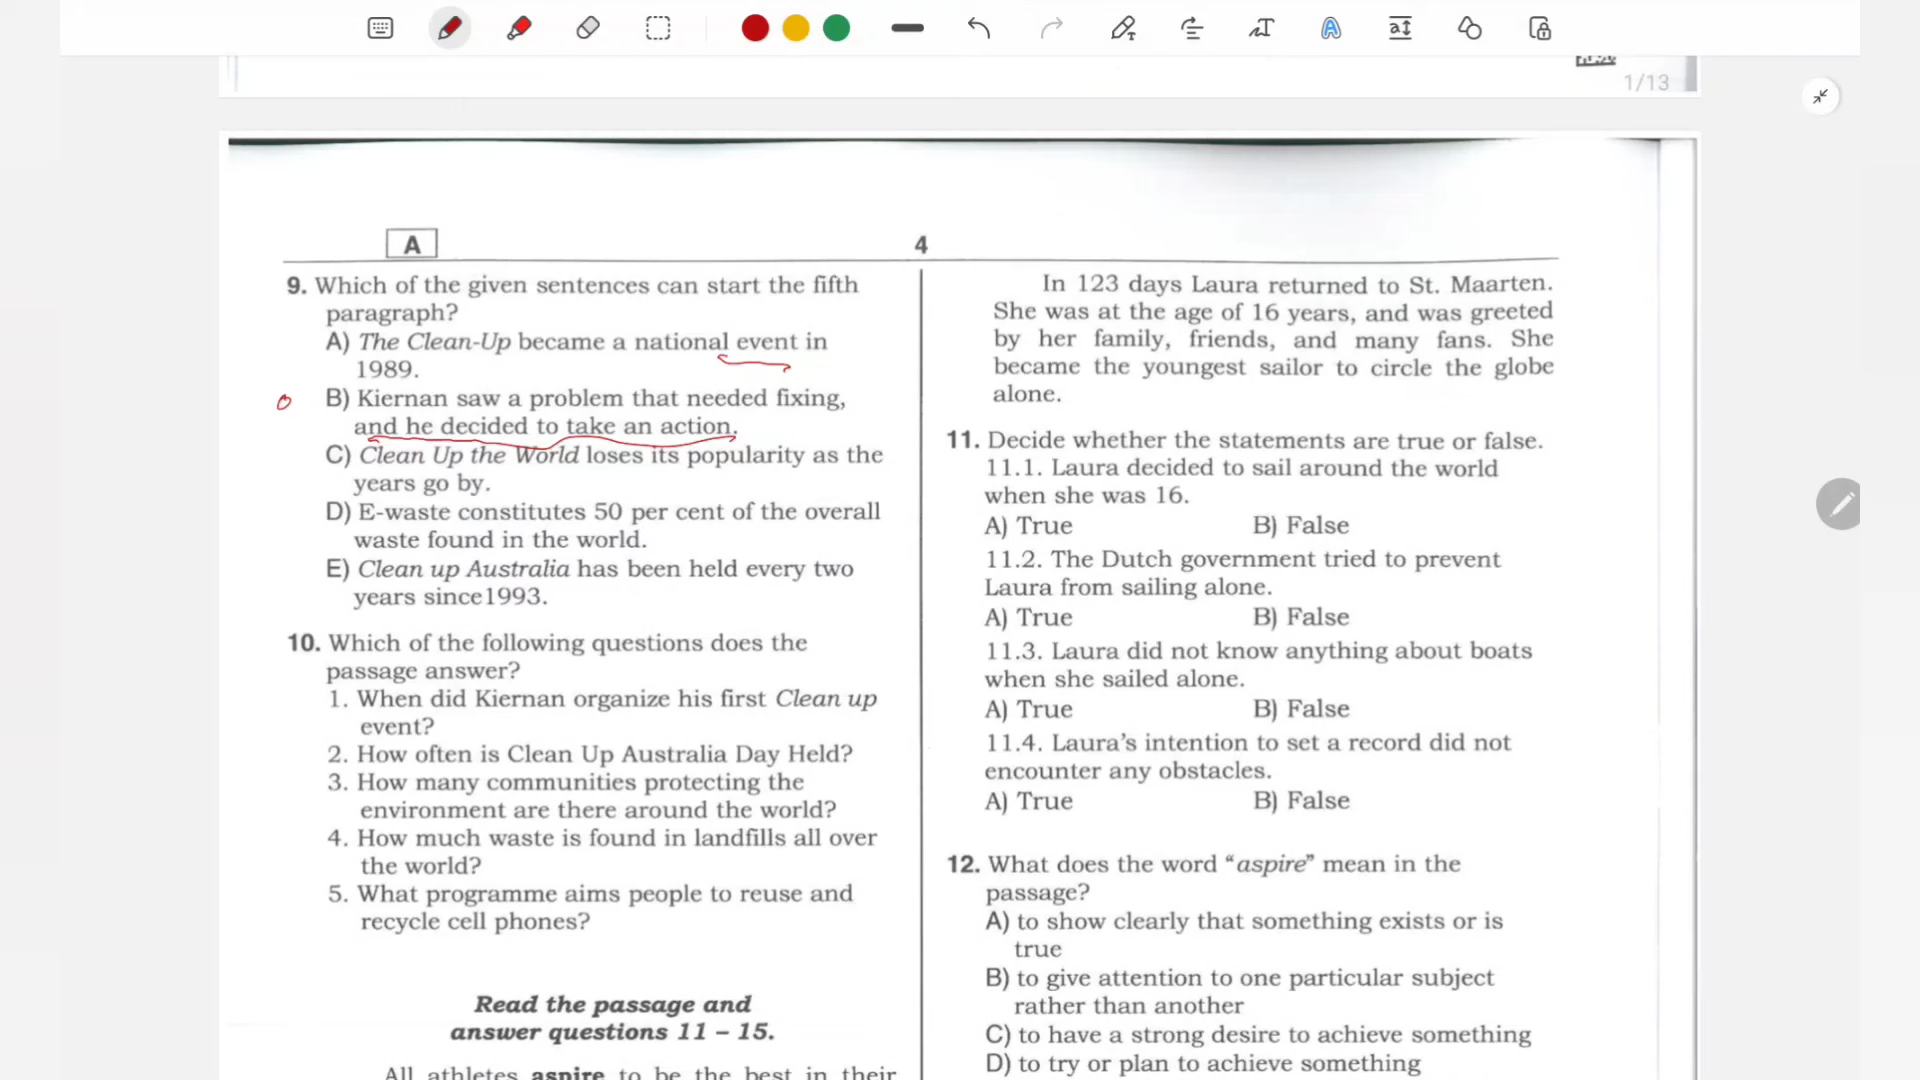 1/13
A
4
9. Which of the given sentences can start the fifth
paragraph?
A) The Clean-Up became a national event in
1989.
B) Kiernan saw a problem that needed fixing,
and he decided to take an action.
C) Clean Up the World loses its popularity as the
years go by.
D) E-waste constitutes 50 per cent of the overall
waste found in the world.
E) Clean up Australia has been held every two
years since1993.
10. Which of the following questions does the
passage answer?
1. When did Kiernan organize his first Clean up
event?
2. How often is Clean Up Australia Day Held?
3. How many communities protecting the
environment are there around the world?
4. How much waste is found in landfills all over
the world?
5. What programme aims people to reuse and
recycle cell phones?
Read the passage and
answer questions 11 – 15.
All athletes aspire to be the best in their
In 123 days Laura returned to St. Maarten.
She was at the age of 16 years, and was greeted
by her family, friends, and many fans. She
became the youngest sailor to circle the globe
alone.
11. Decide whether the statements are true or false.
11.1. Laura decided to sail around the world
when she was 16.
A) True B) False
11.2. The Dutch government tried to prevent
Laura from sailing alone.
A) True B) False
11.3. Laura did not know anything about boats
when she sailed alone.
A) True B) False
11.4. Laura's intention to set a record did not
encounter any obstacles.
A) True B) False
12. What does the word “aspire” mean in the
passage?
A) to show clearly that something exists or is
true
B) to give attention to one particular subject
rather than another
C) to have a strong desire to achieve something
D) to try or plan to achieve something